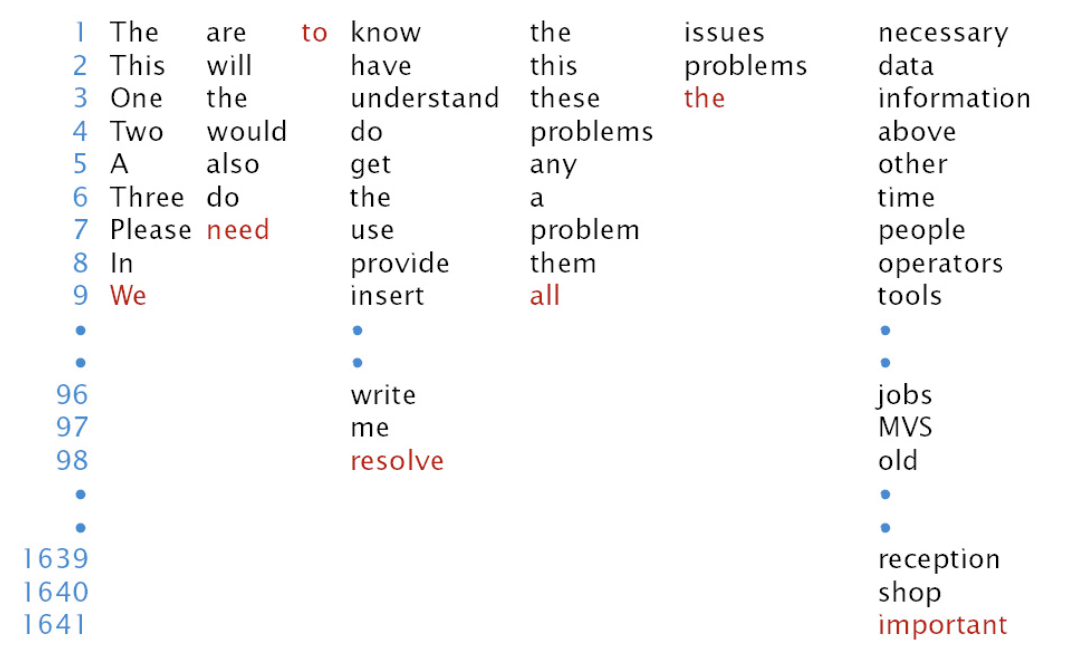 1 The are to know the issues necessary
2 This will have this problems data
3 One the understand these the information
4 Two would do problems above
5 A also get any other
6 Three do the a time
7 Please need use problem people
8 In provide them operators
9 We insert all tools
• • •
• • •
96 write jobs
97 me MVS
98 resolve old
• •
• •
1639 reception
1640 shop
1641 important